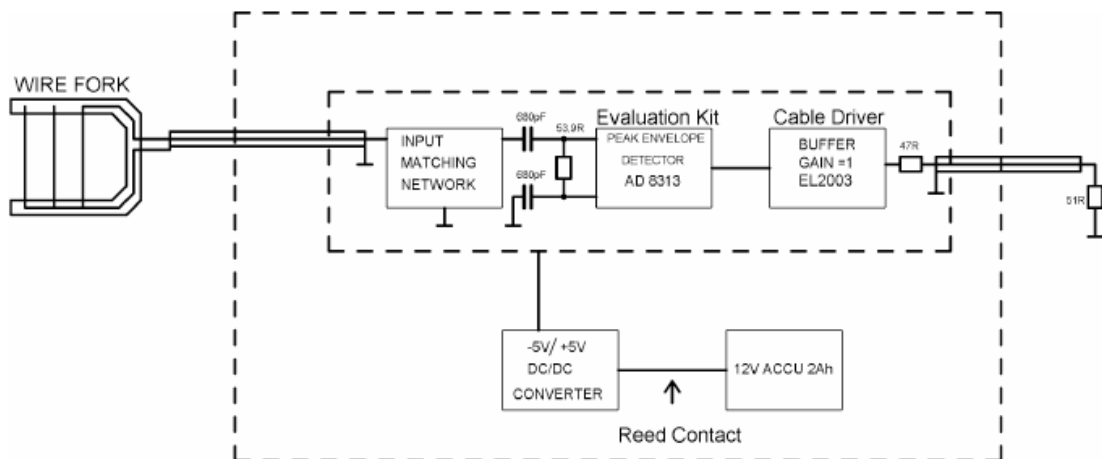 WIRE FORK
INPUT
MATCHING
NETWORK
680pF
680pF
53,9R
Evaluation Kit
PEAK ENVELOPE
DETECTOR
AD 8313
Cable Driver
BUFFER
GAIN =1
EL2003
47R
51R
-5V/ +5V
DC/DC
CONVERTER
12V ACCU 2Ah
Reed Contact